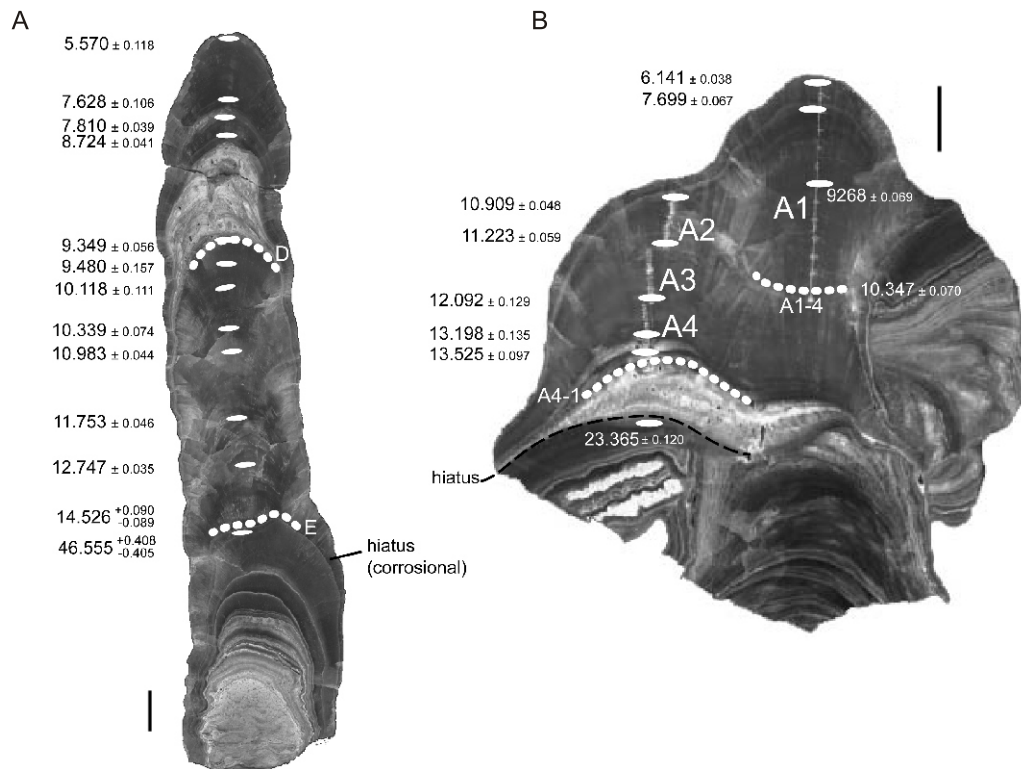 A
5.570 ± 0.118
7.628 ± 0.106
7.810 ± 0.039
8.724 ± 0.041
9.349 ± 0.056
D
9.480 ± 0.157
10.118 ± 0.111
10.339 ± 0.074
10.983 ± 0.044
11.753 ± 0.046
12.747 ± 0.035
14.526 +0.090
-0.089
E
46.555 +0.408
-0.405
hiatus
(corrosional)
B
6.141 ± 0.038
7.699 ± 0.067
9268 ± 0.069
A1
10.909 ± 0.048
A2
11.223 ± 0.059
A3
10.347 ± 0.070
A1-4
12.092 ± 0.129
A4
13.198 ± 0.135
13.525 ± 0.097
A4-1
23.365 ± 0.120
hiatus